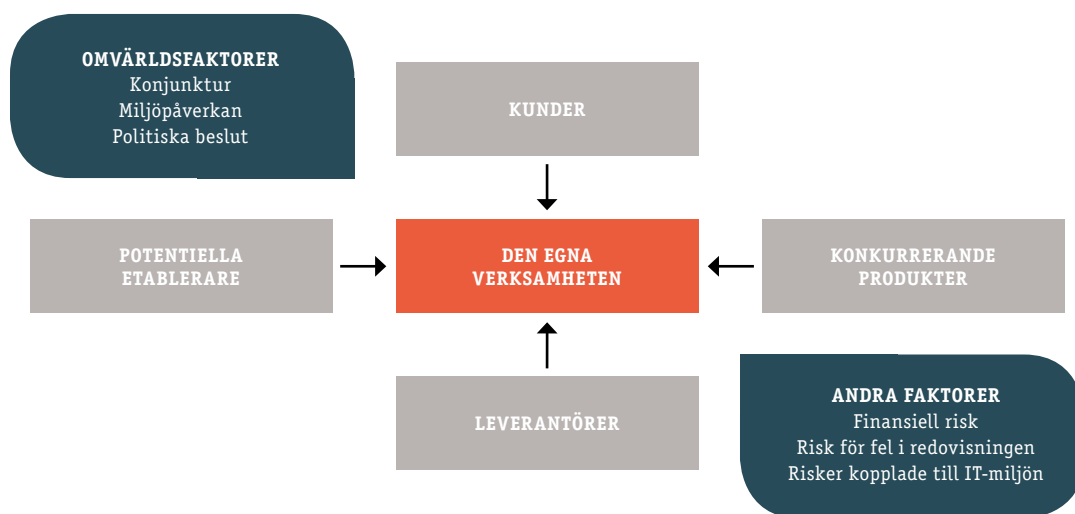 OMVÄRLDSFAKTORER
Konjunktur
Miljöpåverkan
Politiska beslut
KUNDER
POTENTIELLA
ETABLERARE
DEN EGNA
VERKSAMHETEN
KONKURRERANDE
PRODUKTER
LEVERANTÖRER
ANDRA FAKTORER
Finansiell risk
Risk för fel i redovisningen
Risker kopplade till IT-miljön